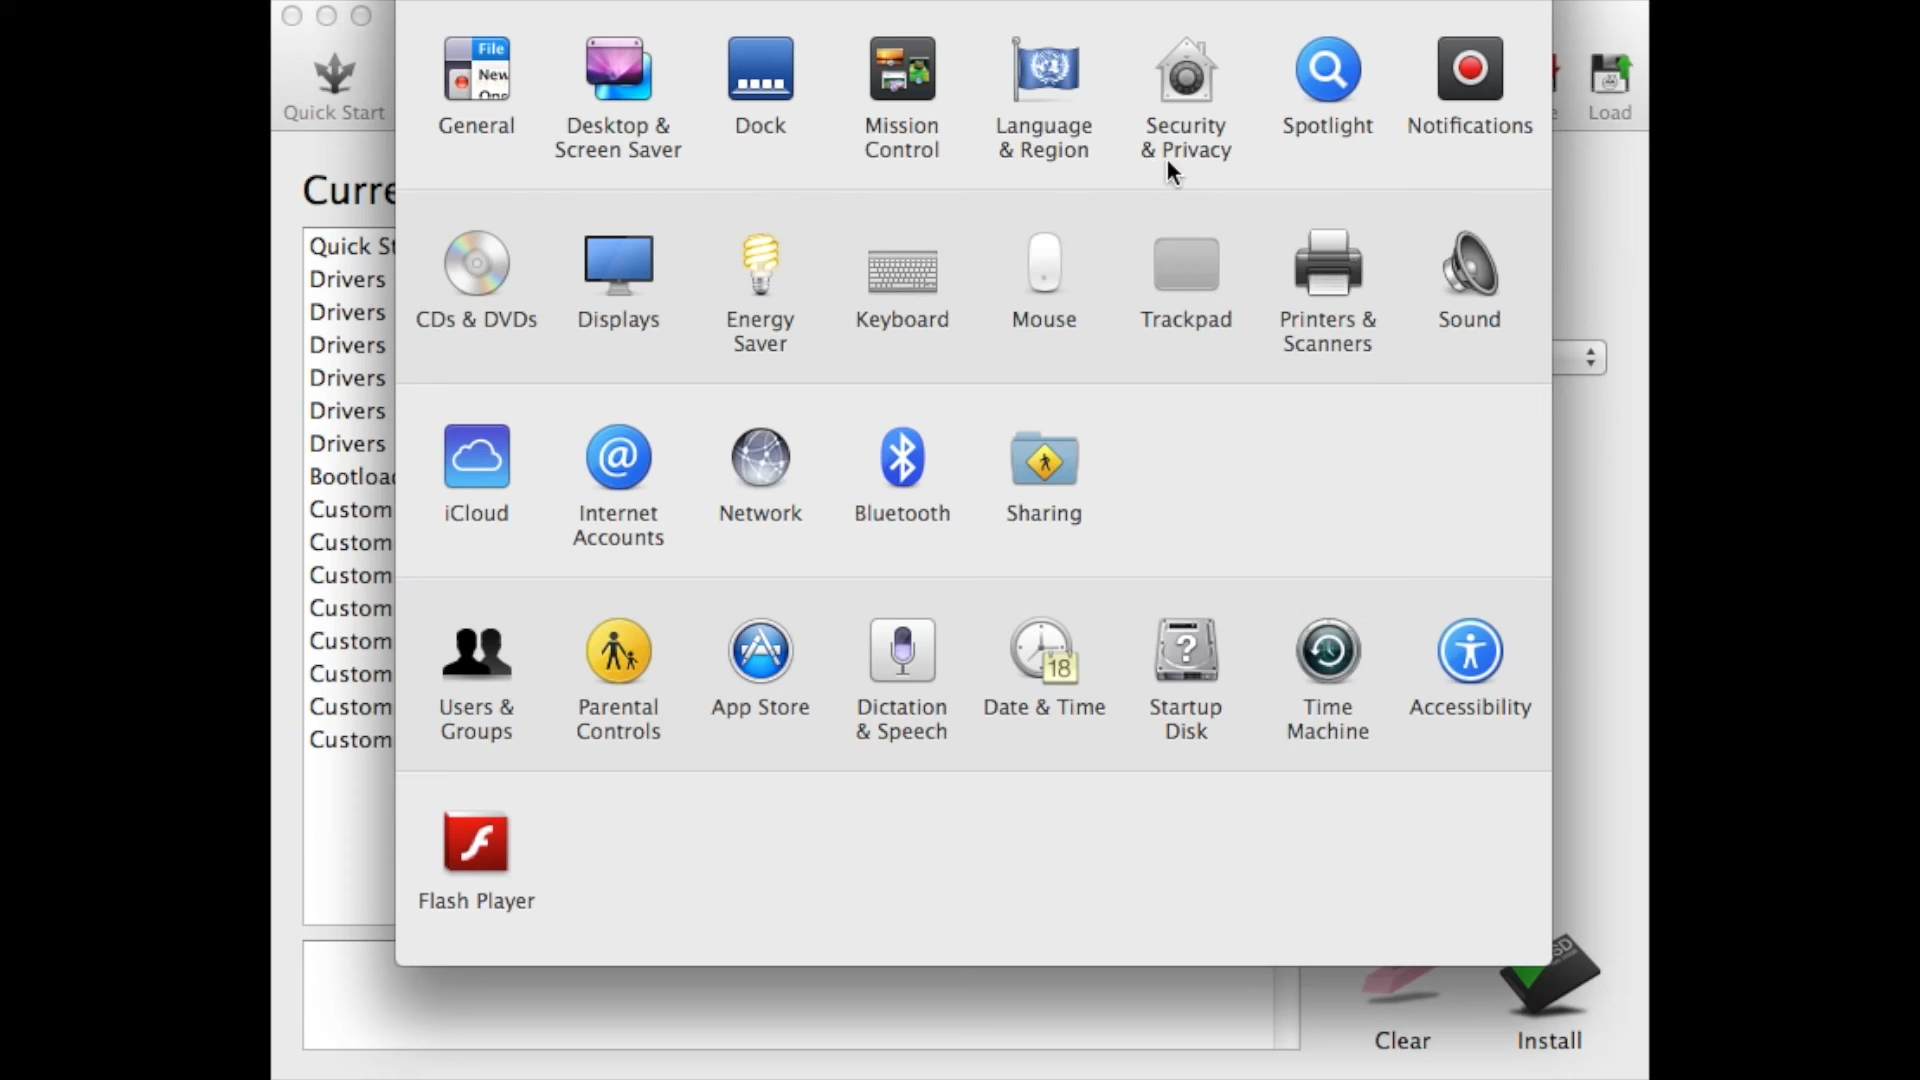 File
New
Quick Start
General
Desktop &
Screen Saver
Dock
Mission
Control
Language
& Region
Security
& Privacy
Spotlight
Notifications
Load
Curre
Quick St
Drivers
Drivers
Drivers
Drivers
Drivers
Drivers
Bootloa
Custom
Custom
Custom
Custom
Custom
Custom
Custom
Custom
CDs & DVDs
Displays
Energy
Saver
Keyboard
Mouse
Trackpad
Printers &
Scanners
Sound
iCloud
@
Internet
Accounts
Network
Bluetooth
Sharing
Users &
Groups
Parental
Controls
App Store
Dictation
& Speech
18
Date & Time
?
Startup
Disk
Time
Machine
Accessibility
Flash Player
Clear
Install